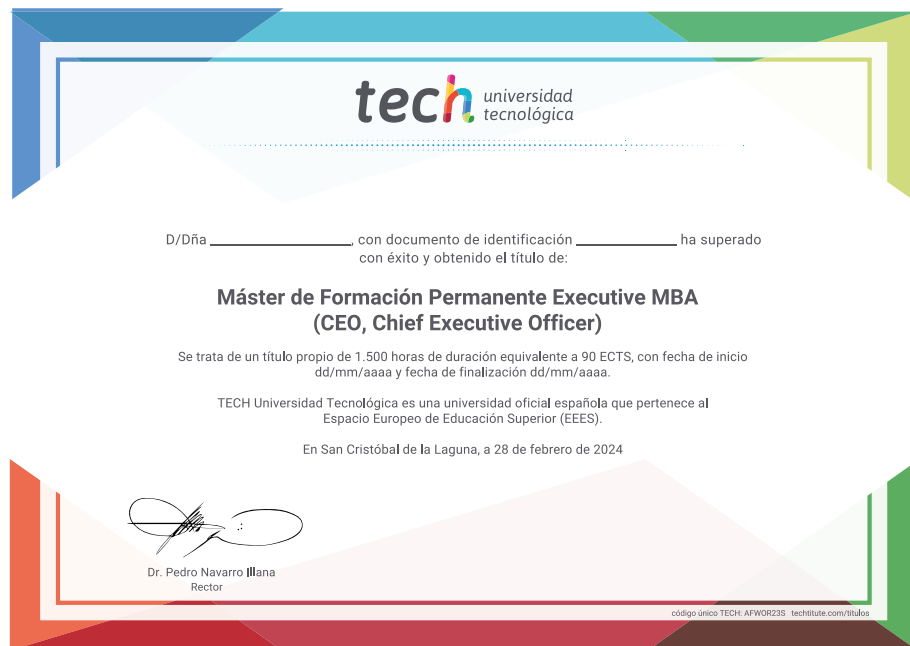 tech universidad
tecnológica
D/Dña ____________________, con documento de identificación ______________ ha superado
con éxito y obtenido el título de:
Máster de Formación Permanente Executive MBA
(CEO, Chief Executive Officer)
Se trata de un título propio de 1.500 horas de duración equivalente a 90 ECTS, con fecha de inicio
dd/mm/aaaa y fecha de finalización dd/mm/aaaa.
TECH Universidad Tecnológica es una universidad oficial española que pertenece al
Espacio Europeo de Educación Superior (EEES).
En San Cristóbal de la Laguna, a 28 de febrero de 2024
Dr. Pedro Navarro Illana
Rector
código único TECH: AFWOR23S techtitute.com/titulos